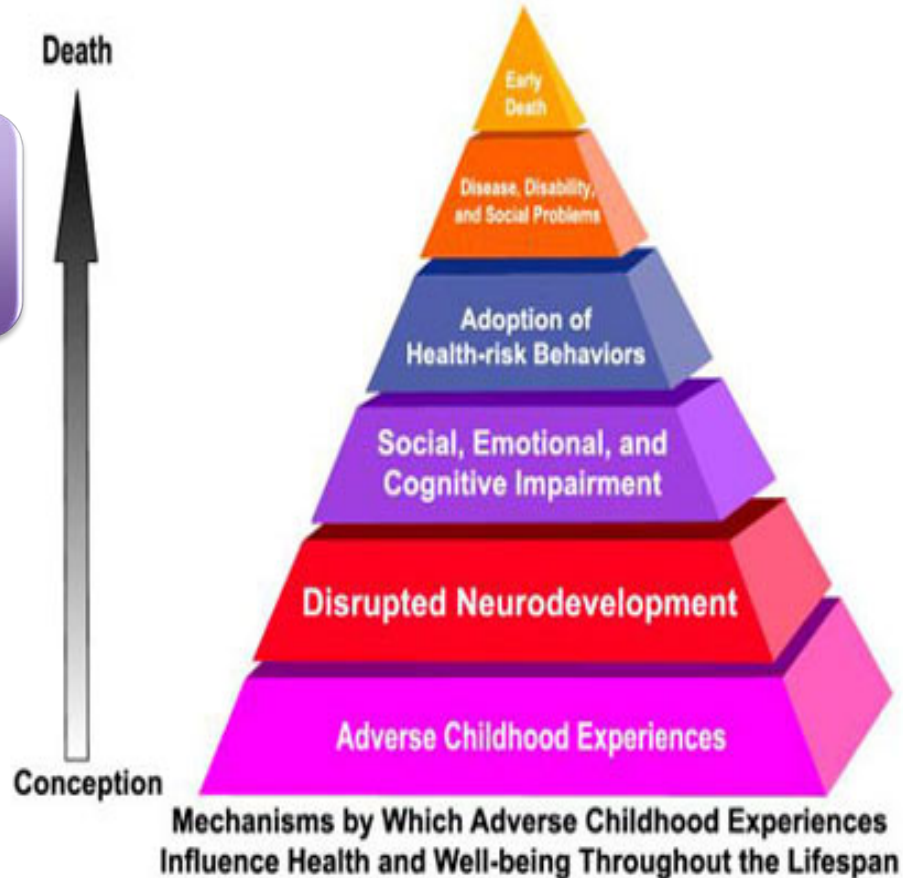 Death
Early
Death
Disease, Disability,
and Social Problems
Adoption of
Health-risk Behaviors
Social, Emotional, and
Cognitive Impairment
Disrupted Neurodevelopment
Adverse Childhood Experiences
Conception
Mechanisms by Which Adverse Childhood Experiences
Influence Health and Well-being Throughout the Lifespan